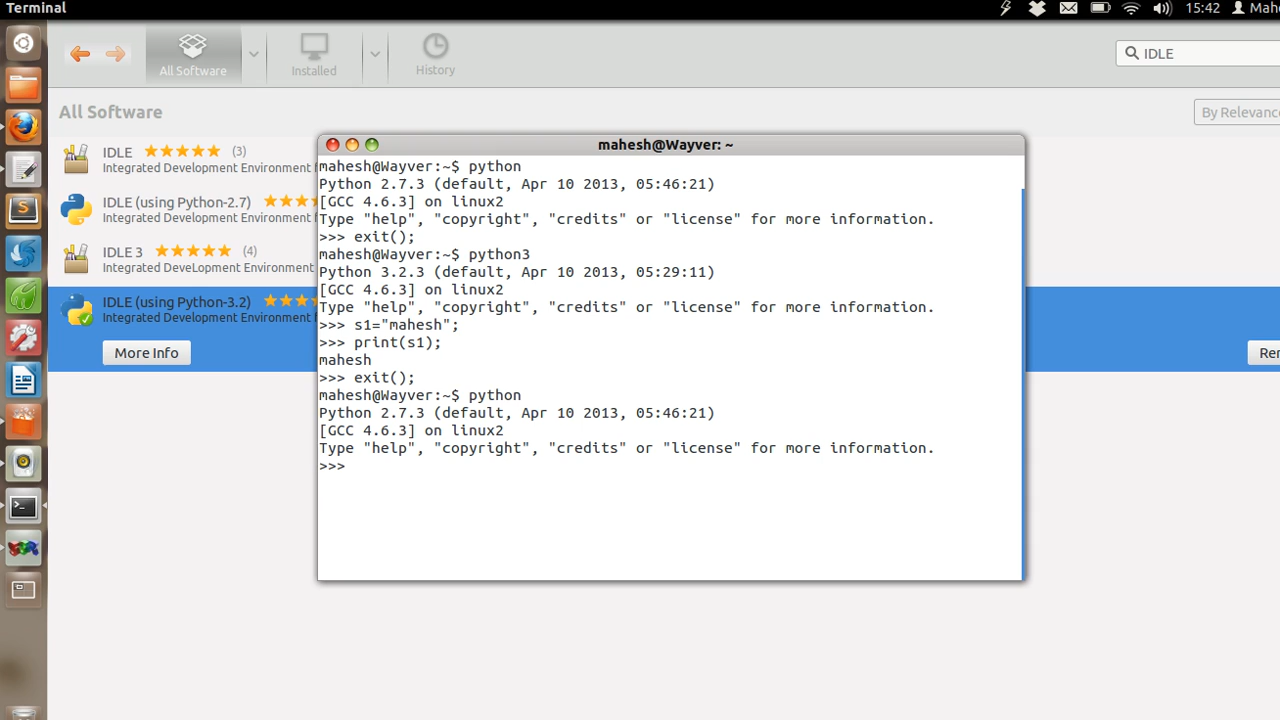 Terminal
15:42
Mahe
All Software
Installed
History
IDLE
All Software
By Relevanc
IDLE (3)
Integrated Development Environment f
IDLE (using Python-2.7)
Integrated Development Environment f
IDLE 3 (4)
Integrated Development Environment
IDLE (using Python-3.2)
Integrated Development Environment f
More Info
Rem
mahesh@Wayver: ~
mahesh@Wayver:~$ python
Python 2.7.3 (default, Apr 10 2013, 05:46:21)
[GCC 4.6.3] on linux2
Type "help", "copyright", "credits" or "license" for more information.
>>> exit();
mahesh@Wayver:~$ python3
Python 3.2.3 (default, Apr 10 2013, 05:29:11)
[GCC 4.6.3] on linux2
Type "help", "copyright", "credits" or "license" for more information.
>>> s1="mahesh";
>>> print(s1);
mahesh
>>> exit();
mahesh@Wayver:~$ python
Python 2.7.3 (default, Apr 10 2013, 05:46:21)
[GCC 4.6.3] on linux2
Type "help", "copyright", "credits" or "license" for more information.
>>>